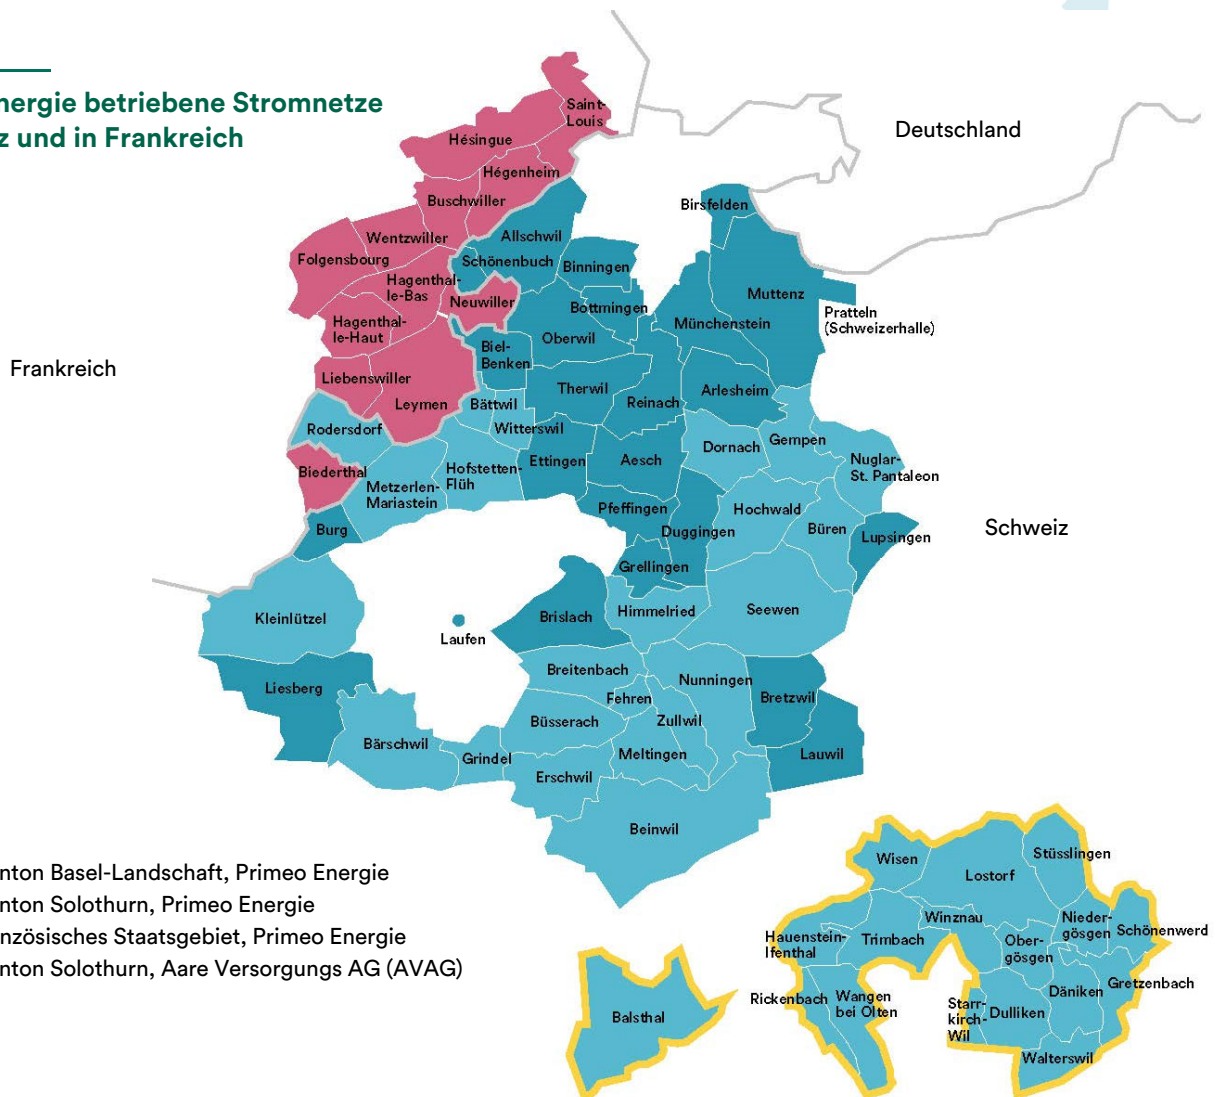 nergie betriebene Stromnetze
z und in Frankreich
Deutschland
Frankreich
Schweiz
Saint-
Louis
Hésingue
Hégenheim
Buschwiller
Wentzwiller
Folgensbourg
Hagenthal-
le-Bas
Neuwiller
Hagenthal-
le-Haut
Liebenswiller
Leymen
Biederthal
Birsfelden
Allschwil
Schönenbuch
Binningen
Bottmingen
Muttenz
Münchenstein
Pratteln
(Schweizerhalle)
Oberwil
Biel-
Benken
Therwil
Reinach
Arlesheim
Bättwil
Witterswil
Rodersdorf
Dornach
Gempen
Ettingen
Aesch
Hofstetten-
Flüh
Metzerlen-
Mariastein
Nuglar-
St. Pantaleon
Burg
Pfeffingen
Duggingen
Hochwald
Büren
Lupsingen
Grellingen
Kleinlützel
Laufen
Brislach
Himmelried
Seewen
Liesberg
Breitenbach
Nunningen
Fehren
Bretzwil
Büsserach
Zullwil
Bärschwil
Grindel
Meltingen
Lauwil
Erschwil
Beinwil
nton Basel-Landschaft, Primeo Energie
nton Solothurn, Primeo Energie
nzösisches Staatsgebiet, Primeo Energie
nton Solothurn, Aare Versorgungs AG (AVAG)
Wisen
Stüsslingen
Lostorf
Winznau
Nieder-
gösgen
Schönenwerd
Hauenstein-
Ifenthal
Trimbach
Ober-
gösgen
Gretzenbach
Däniken
Rickenbach
Wangen
bei Olten
Starr-
kirch-
Wil
Dulliken
Balsthal
Walterswil